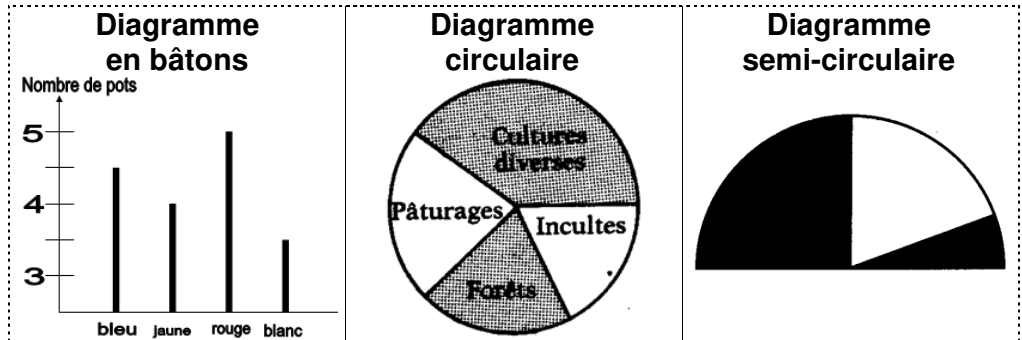 Diagramme
en bâtons
Nombre de pots
5
4
3
bleu jaune rouge blanc
Diagramme
circulaire
Cultures
diverses
Pâturages
Incultes
Forêts
Diagramme
semi-circulaire